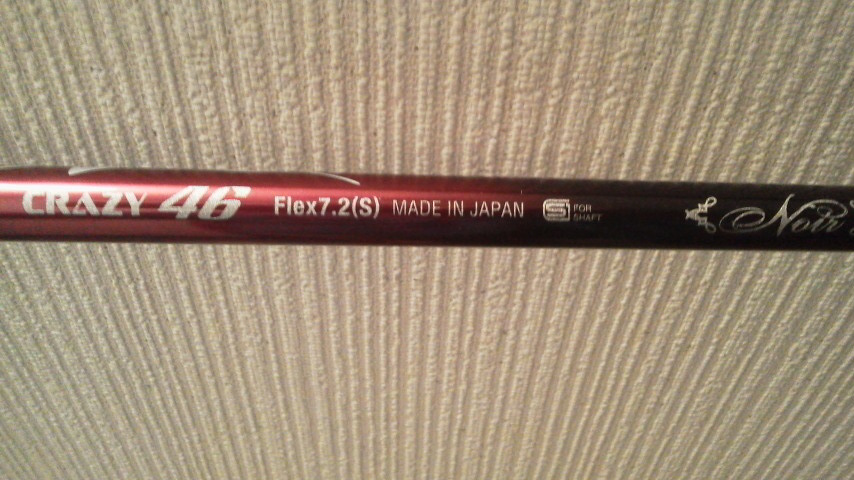 CRAZY 46 Flex7.2(S) MADE IN JAPAN FOR SHAFT Noir